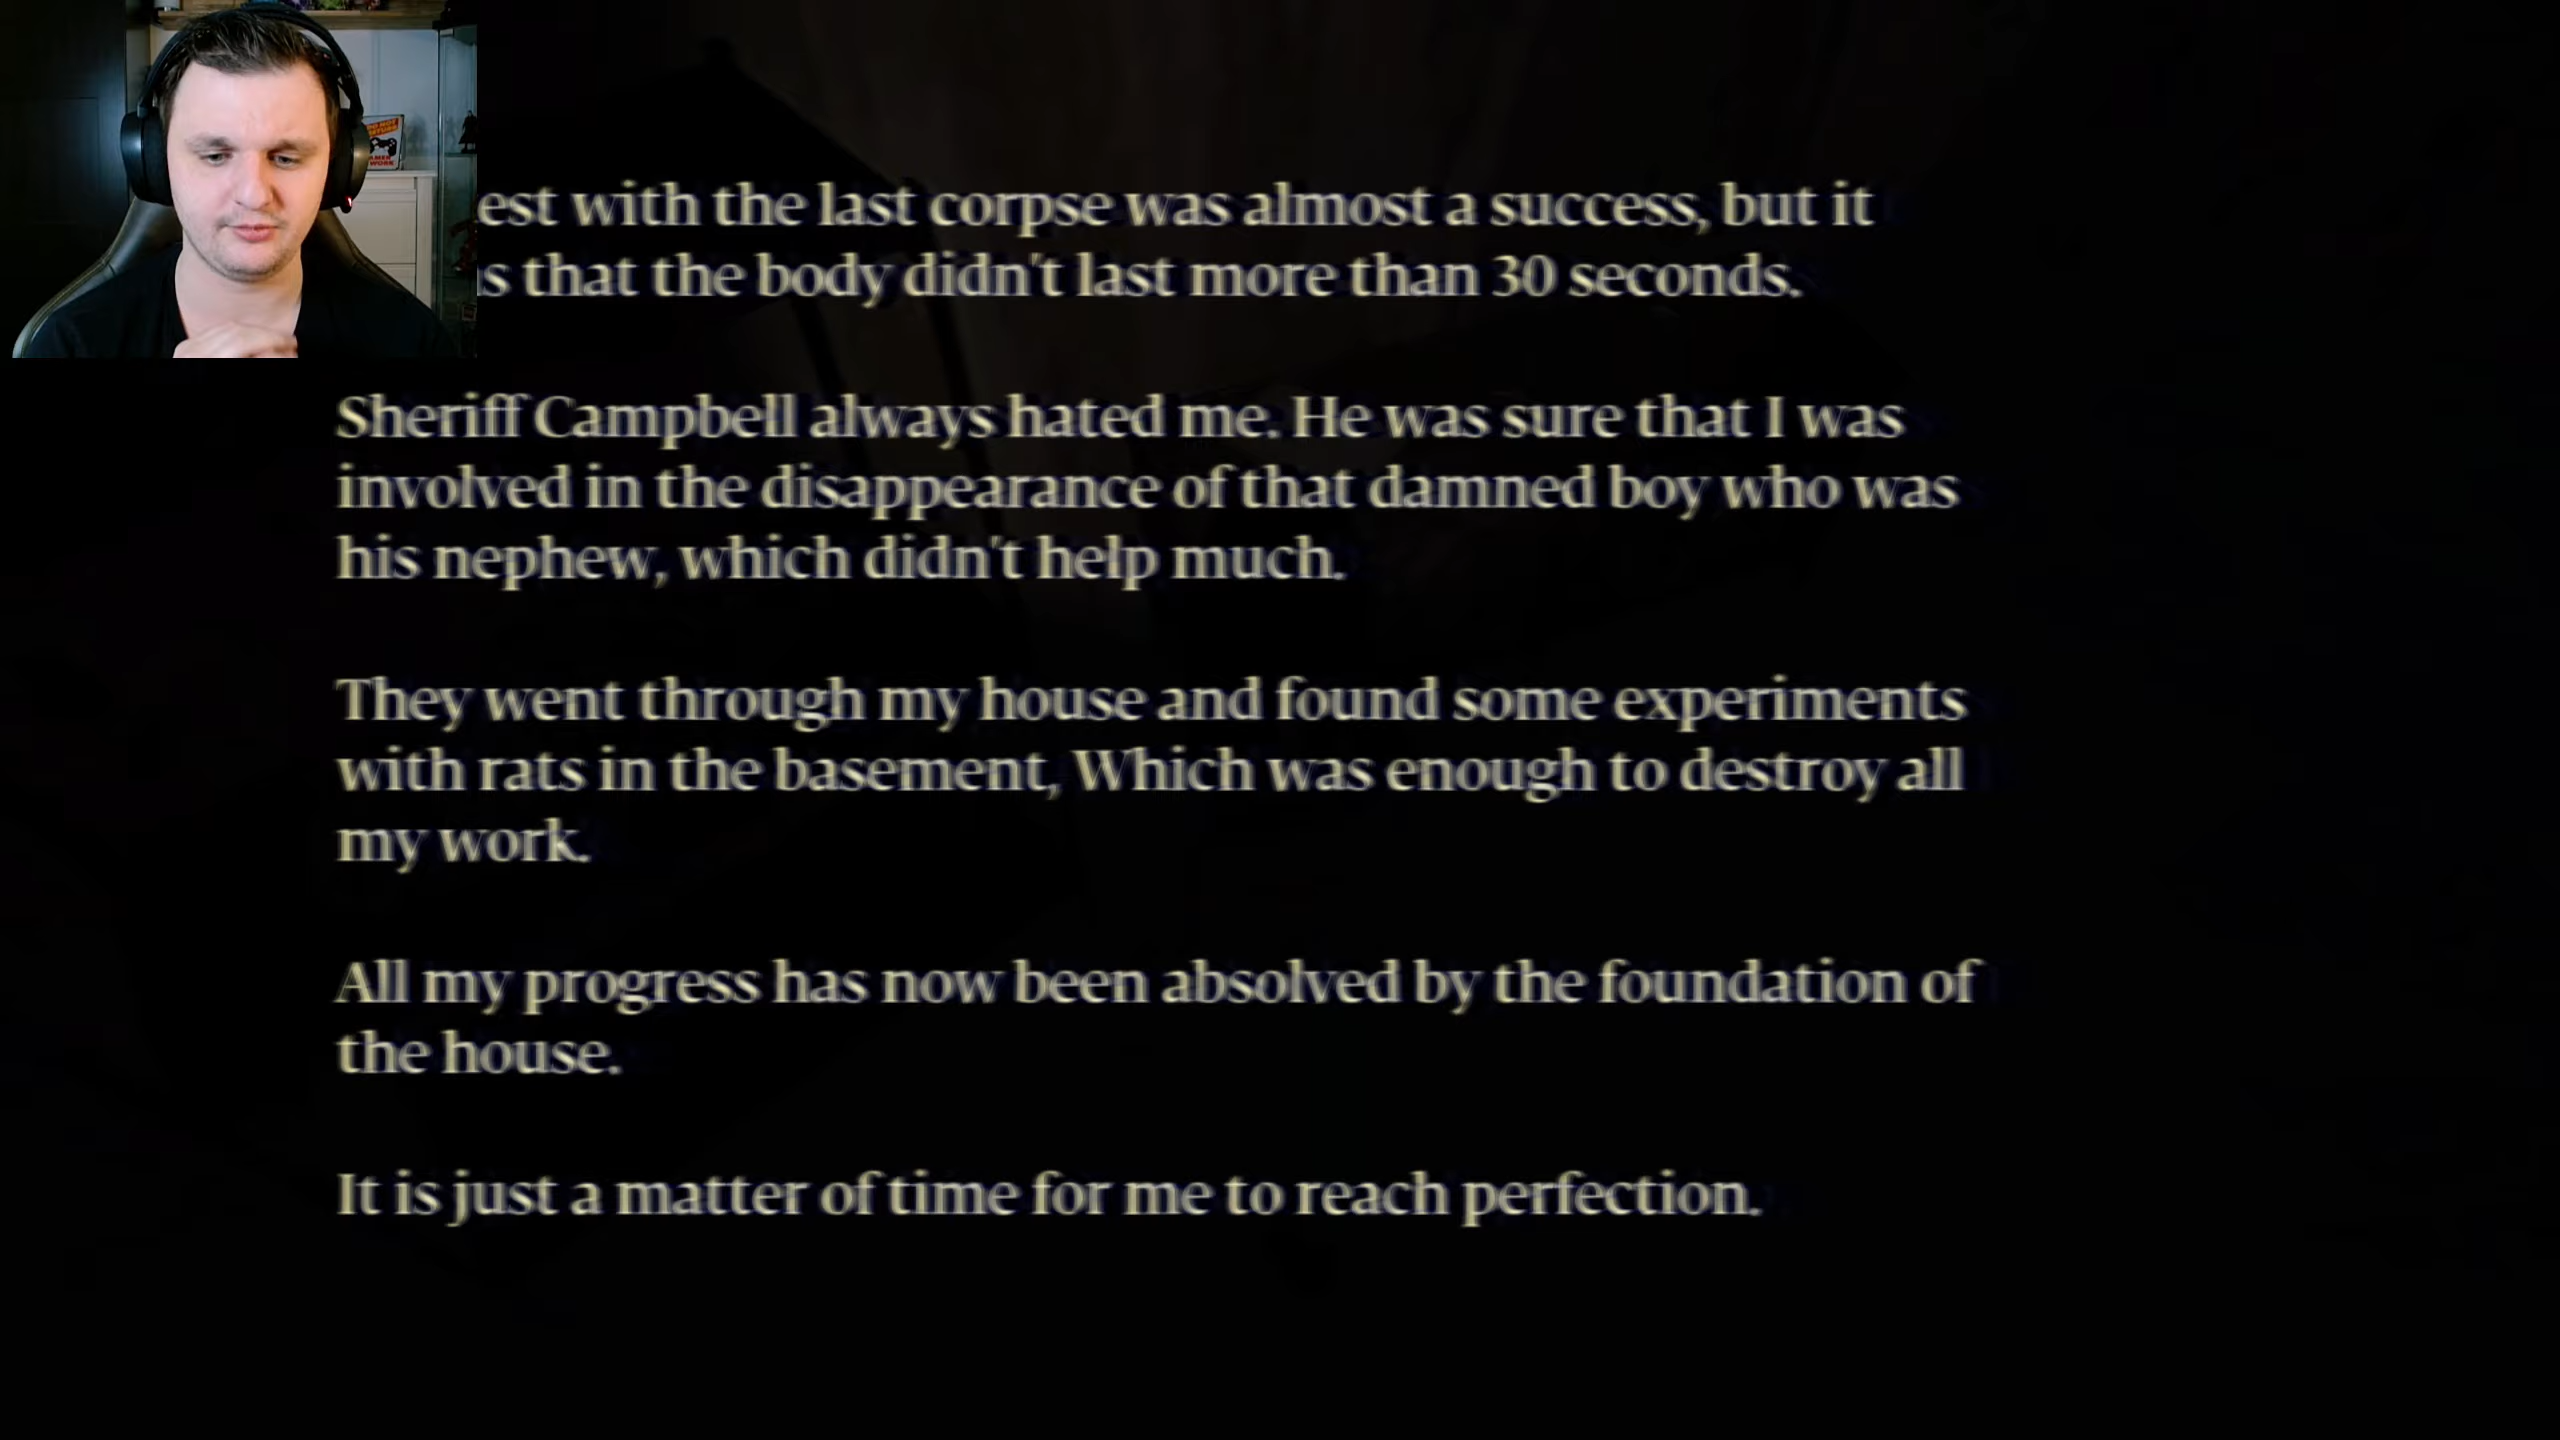 est with the last corpse was almost a success, but it
s that the body didn't last more than 30 seconds.
Sheriff Campbell always hated me. He was sure that I was
involved in the disappearance of that damned boy who was
his nephew, which didn't help much.
They went through my house and found some experiments
with rats in the basement, Which was enough to destroy all
my work.
All my progress has now been absolved by the foundation of
the house.
It is just a matter of time for me to reach perfection.